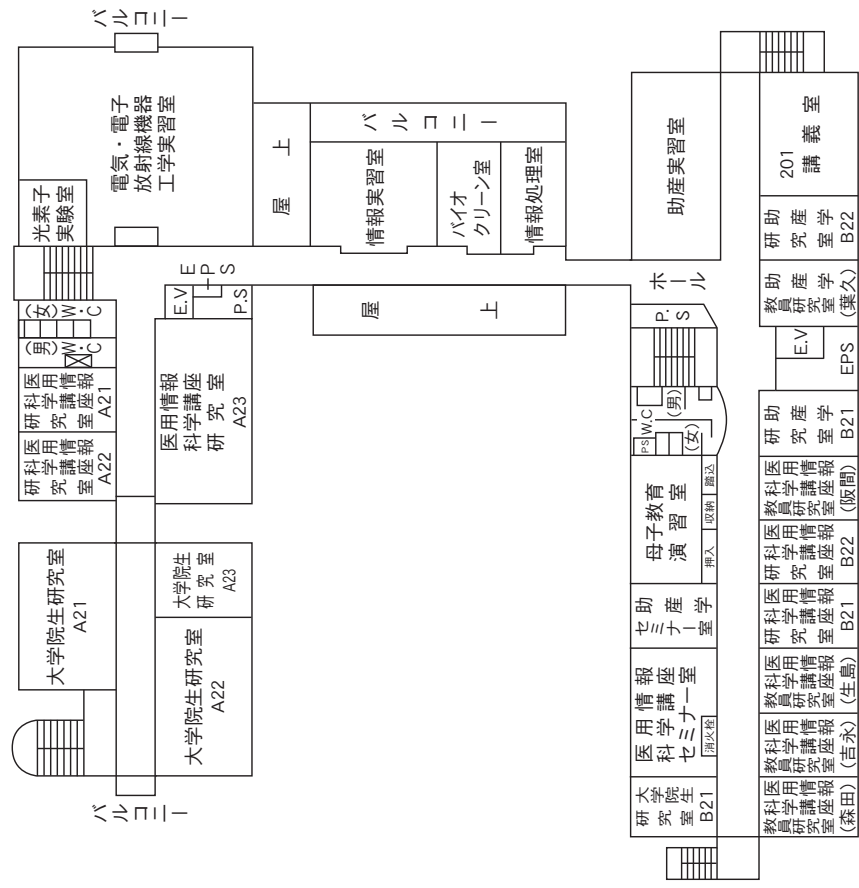 バルコニー
電気・電子
放射線機器
工学実習室
光素子
実験室
屋上
バルコニー
情報実習室
バイオ
クリーン室
情報処理室
助産実習室
201
講義室
(女)W・C
(男)W・C
E.V
EPS
P.S
屋上
ホール
P.S
助産学
研究室
B22
助産学
教員研究室
(葉久)
E.V
EPS
医用情報
科学講座
研究室
A21
医用情報
科学講座
研究室
A22
医用情報
科学講座
研究室
A23
PS
W.C
(男)
(女)
助産学
研究室
B21
母子教育
演習室
踏込
収納
押入
医用情報
科学講座
教員研究室
(阪間)
医用情報
科学講座
研究室
B22
大学院生研究室
A21
大学院生
研究室
A23
大学院生研究室
A22
助産学
セミナー室
医用情報
科学講座
研究室
B21
医用情報
科学講座
セミナー室
消火栓
医用情報
科学講座
教員研究室
(生島)
医用情報
科学講座
教員研究室
(吉永)
大学院生
研究室
B21
医用情報
科学講座
教員研究室
(森田)
バルコニー